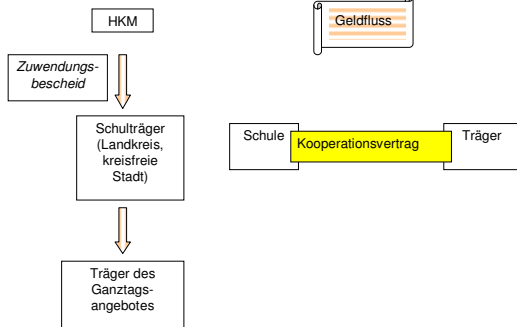 HKM
Geldfluss
Zuwendungs-
bescheid
Schulträger
(Landkreis,
kreisfreie
Stadt)
Schule
Kooperationsvertrag
Träger
Träger des
Ganztags-
angebotes